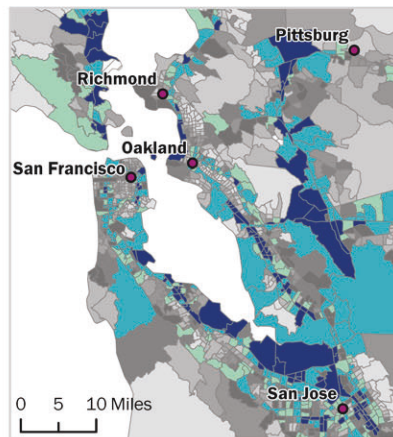 Pittsburg
Richmond
Oakland
San Francisco
San Jose
0 5 10 Miles